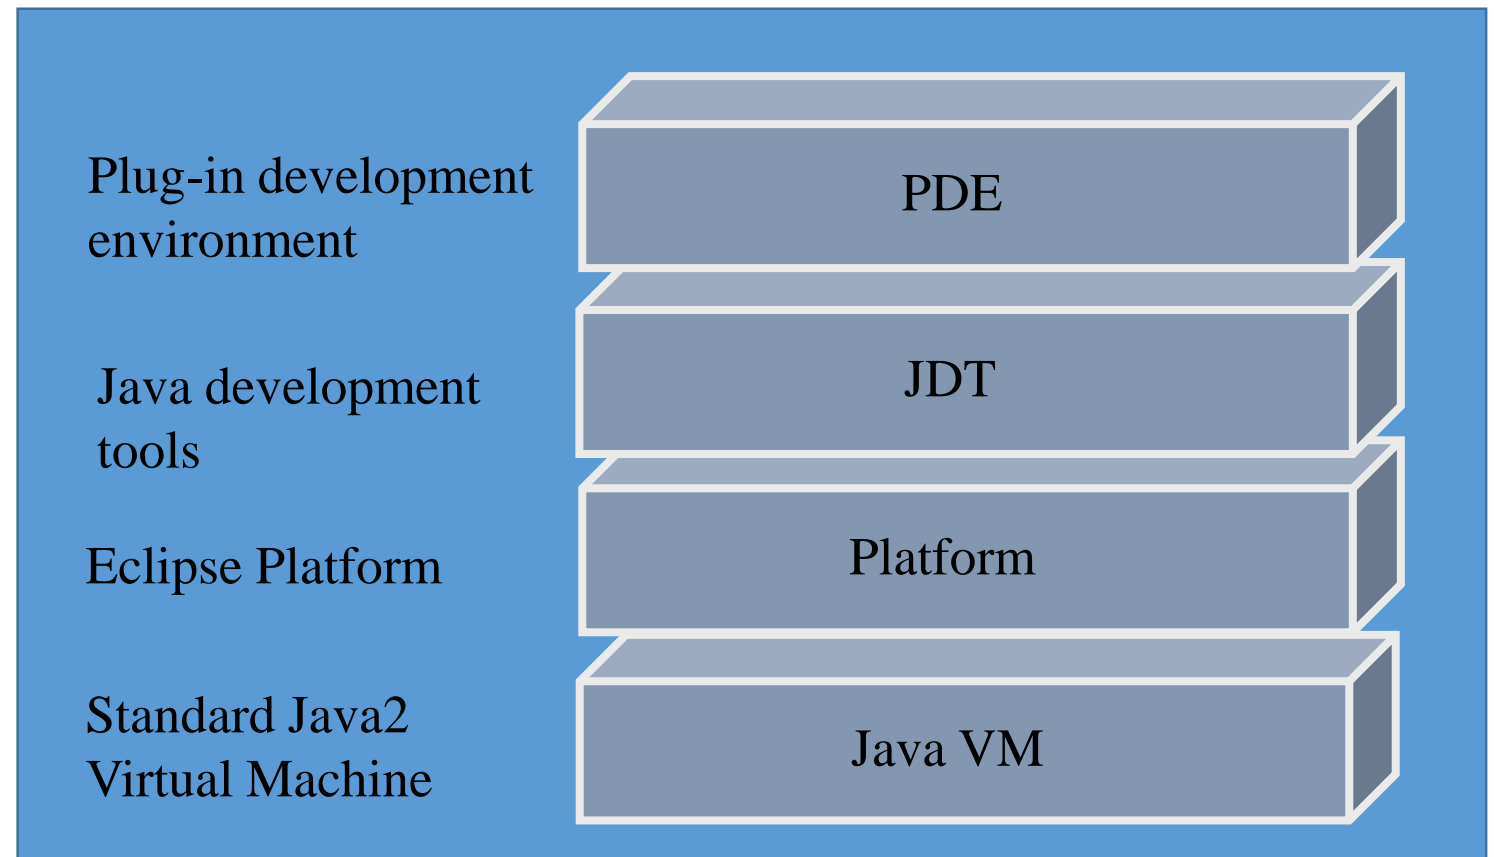 Plug-in development
environment
PDE
Java development
tools
JDT
Eclipse Platform
Platform
Standard Java2
Virtual Machine
Java VM